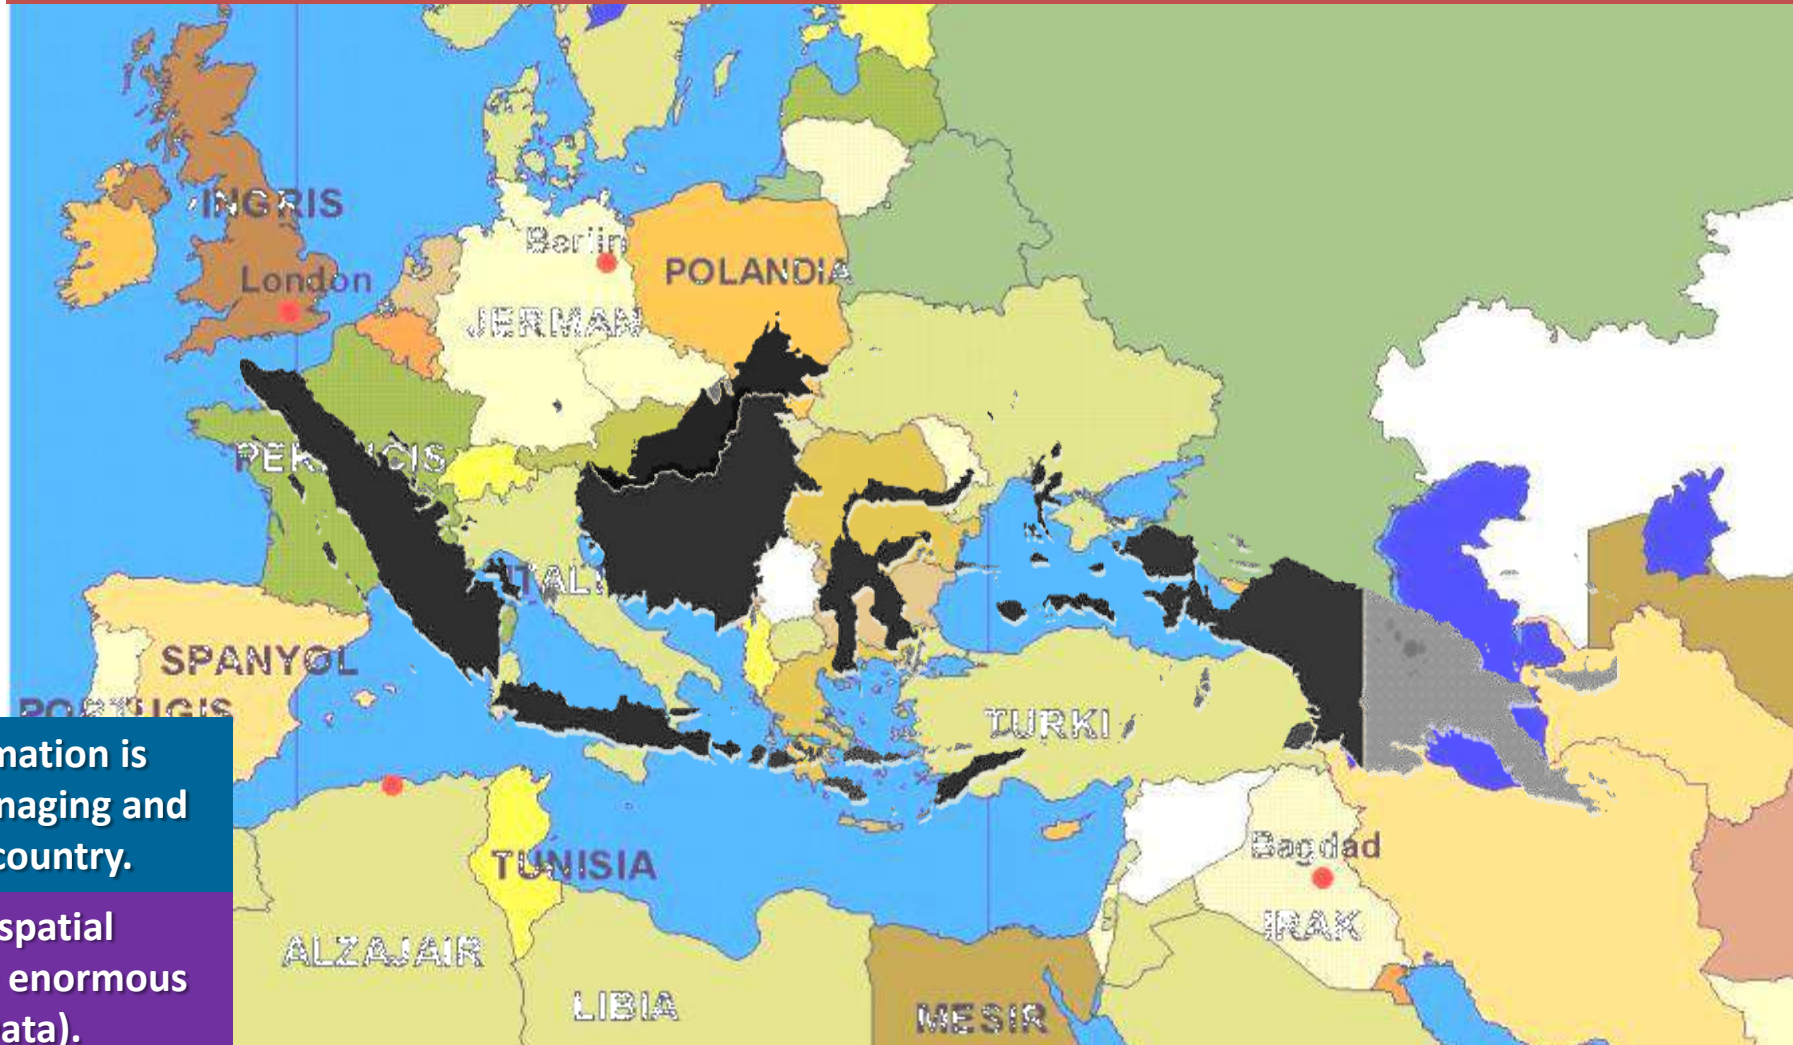 INGRIS
London
Berlin
POLANDIA
JERMAN
SPANYOL
PORTUGIS
TURKI
TUNISIA
Bagdad
ALZAJAIR
IRAK
LIBIA
MESIR
mation is
naging and
country.
spatial
enormous
ata).